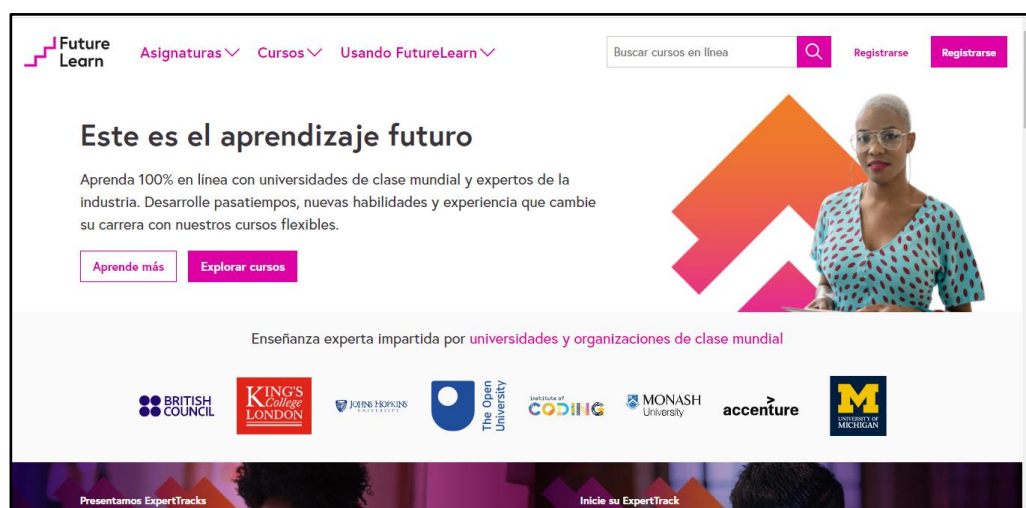 Future
Learn
Asignaturas
Cursos
Usando FutureLearn
Buscar cursos en línea
Registrarse
Registrarse
Este es el aprendizaje futuro
Aprenda 100% en línea con universidades de clase mundial y expertos de la
industria. Desarrolle pasatiempos, nuevas habilidades y experiencia que cambie
su carrera con nuestros cursos flexibles.
Aprende más
Explorar cursos
Enseñanza experta impartida por universidades y organizaciones de clase mundial
BRITISH
COUNCIL
KING'S
College
LONDON
JOHNS HOPKINS
UNIVERSITY
The Open
University
institute of
CODING
MONASH
University
accenture
M
UNIVERSITY OF
MICHIGAN
Presentamos ExpertTracks
Inicie su ExpertTrack